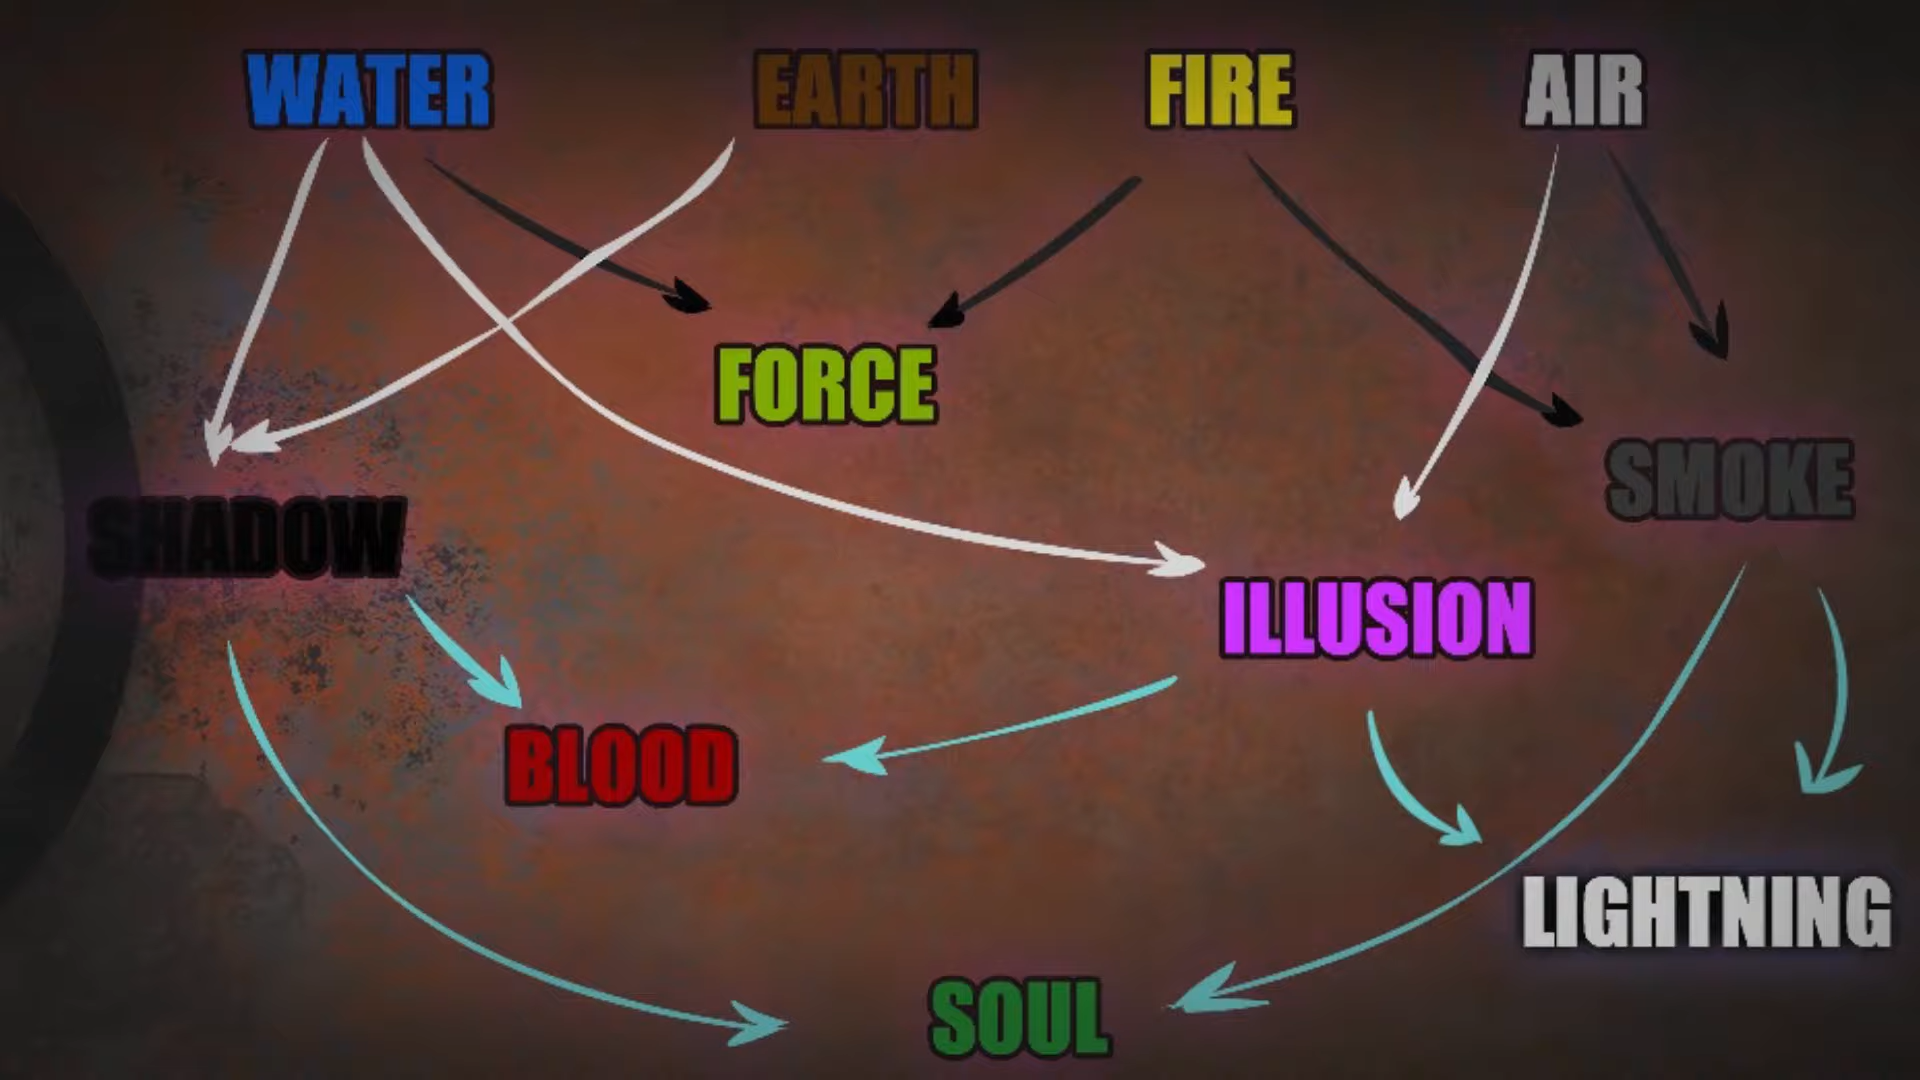 WATER
EARTH
FIRE
AIR
FORCE
SMOKE
SHADOW
ILLUSION
BLOOD
LIGHTNING
SOUL